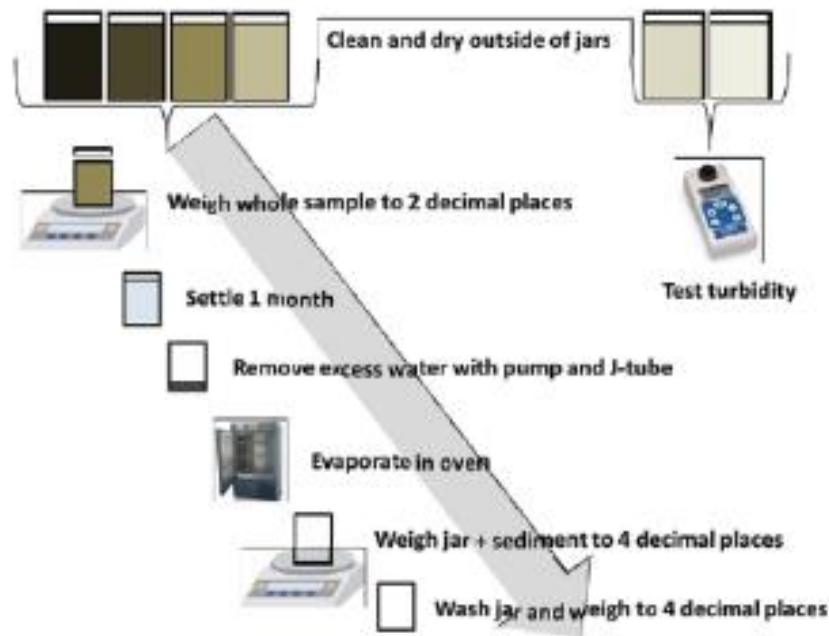 Clean and dry outside of jars
Weigh whole sample to 2 decimal places
Settle 1 month
Test turbidity
Remove excess water with pump and J-tube
Evaporate in oven
Weigh jar + sediment to 4 decimal places
Wash jar and weigh to 4 decimal places